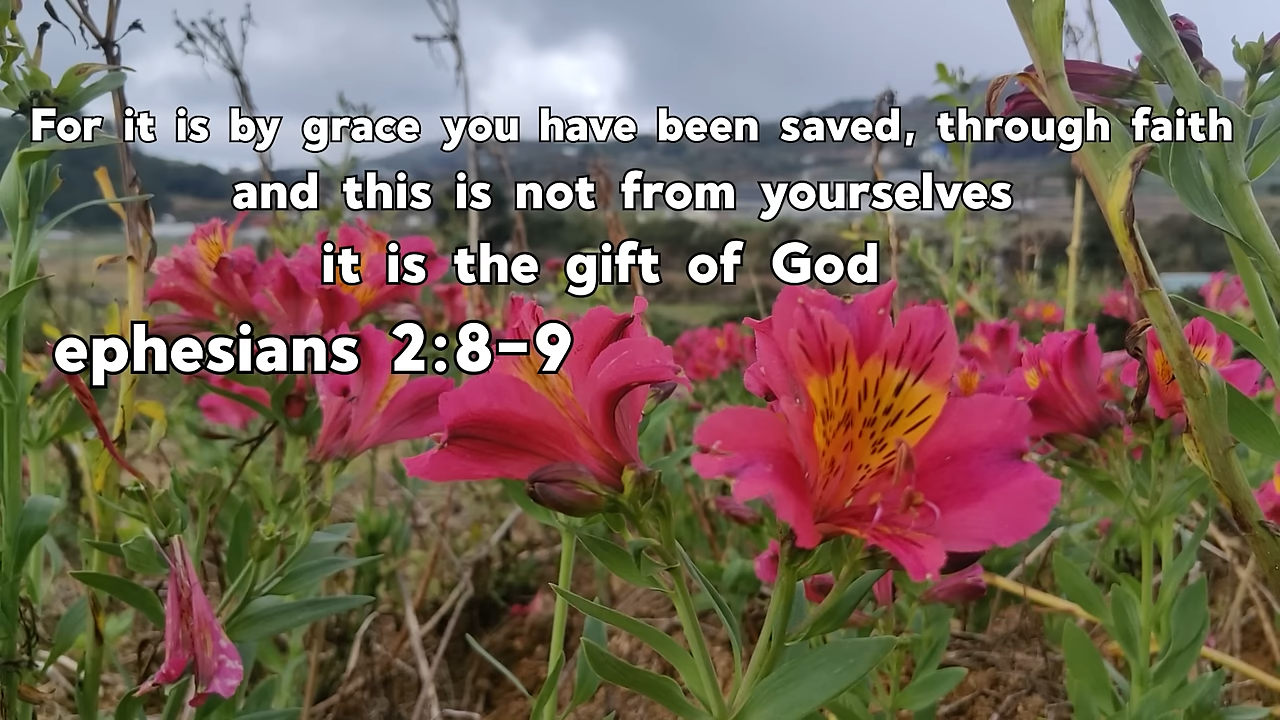 For it is by grace you have been saved, through faith
and this is not from yourselves
it is the gift of God
ephesians 2:8-9